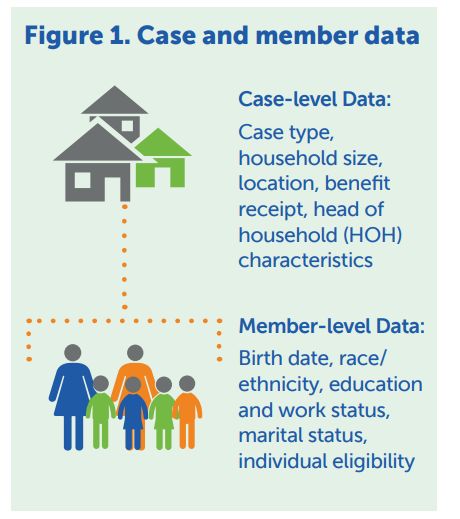 Figure 1. Case and member data
Case-level Data:
Case type,
household size,
location, benefit
receipt, head of
household (HOH)
characteristics
Member-level Data:
Birth date, race/
ethnicity, education
and work status,
marital status,
individual eligibility